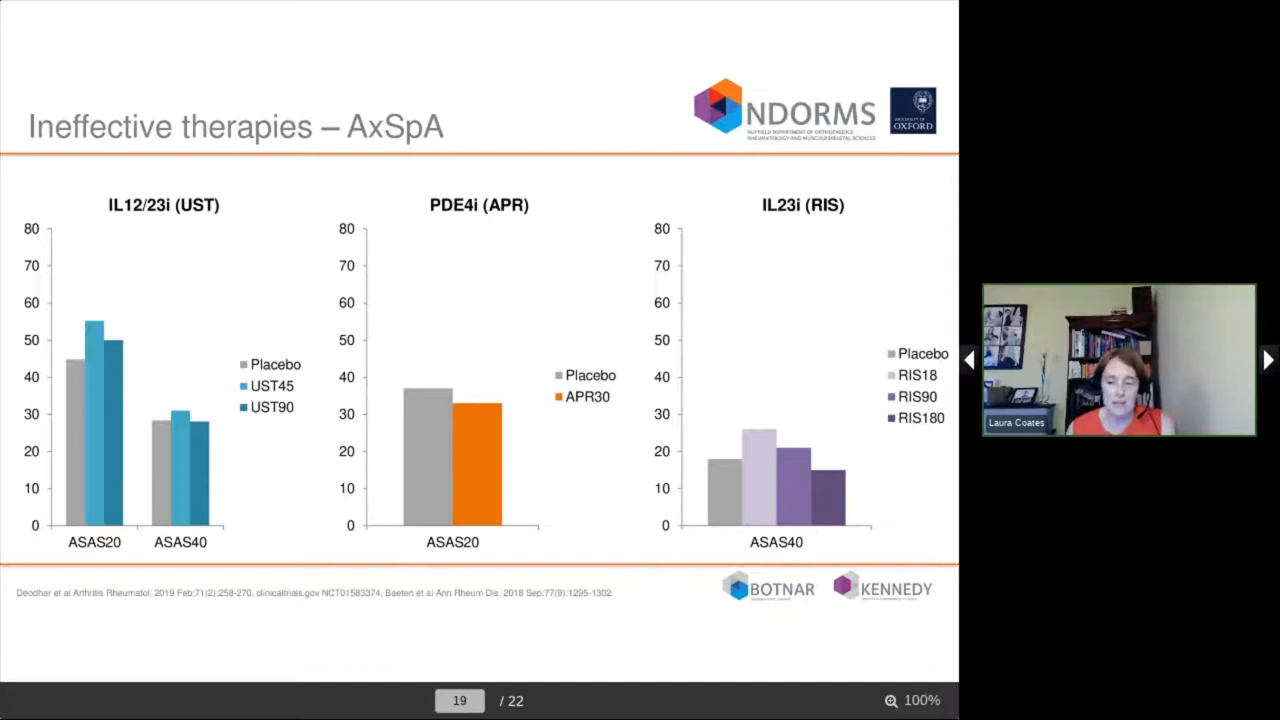 Ineffective therapies – AxSpA
NDORMS
NUFFIELD DEPARTMENT OF ORTHOPAEDICS
RHEUMATOLOGY AND MUSCULOSKELETAL SCIENCES
UNIVERSITY OF
OXFORD
IL12/23i (UST)
80
70
60
50
40
30
20
10
0
ASAS20 ASAS40
Placebo
UST45
UST90
PDE4i (APR)
80
70
60
50
40
30
20
10
0
ASAS20
Placebo
APR30
IL23i (RIS)
80
70
60
50
40
30
20
10
0
ASAS40
Placebo
RIS18
RIS90
RIS180
Deodhar et al Arthritis Rheumatol. 2019 Feb;71(2):258-270, clinicaltrials.gov NCT01583374, Baeten et al Ann Rheum Dis. 2018 Sep;77(9):1295-1302.
BOTNAR
KENNEDY
19 / 22
100%
Laura Coates